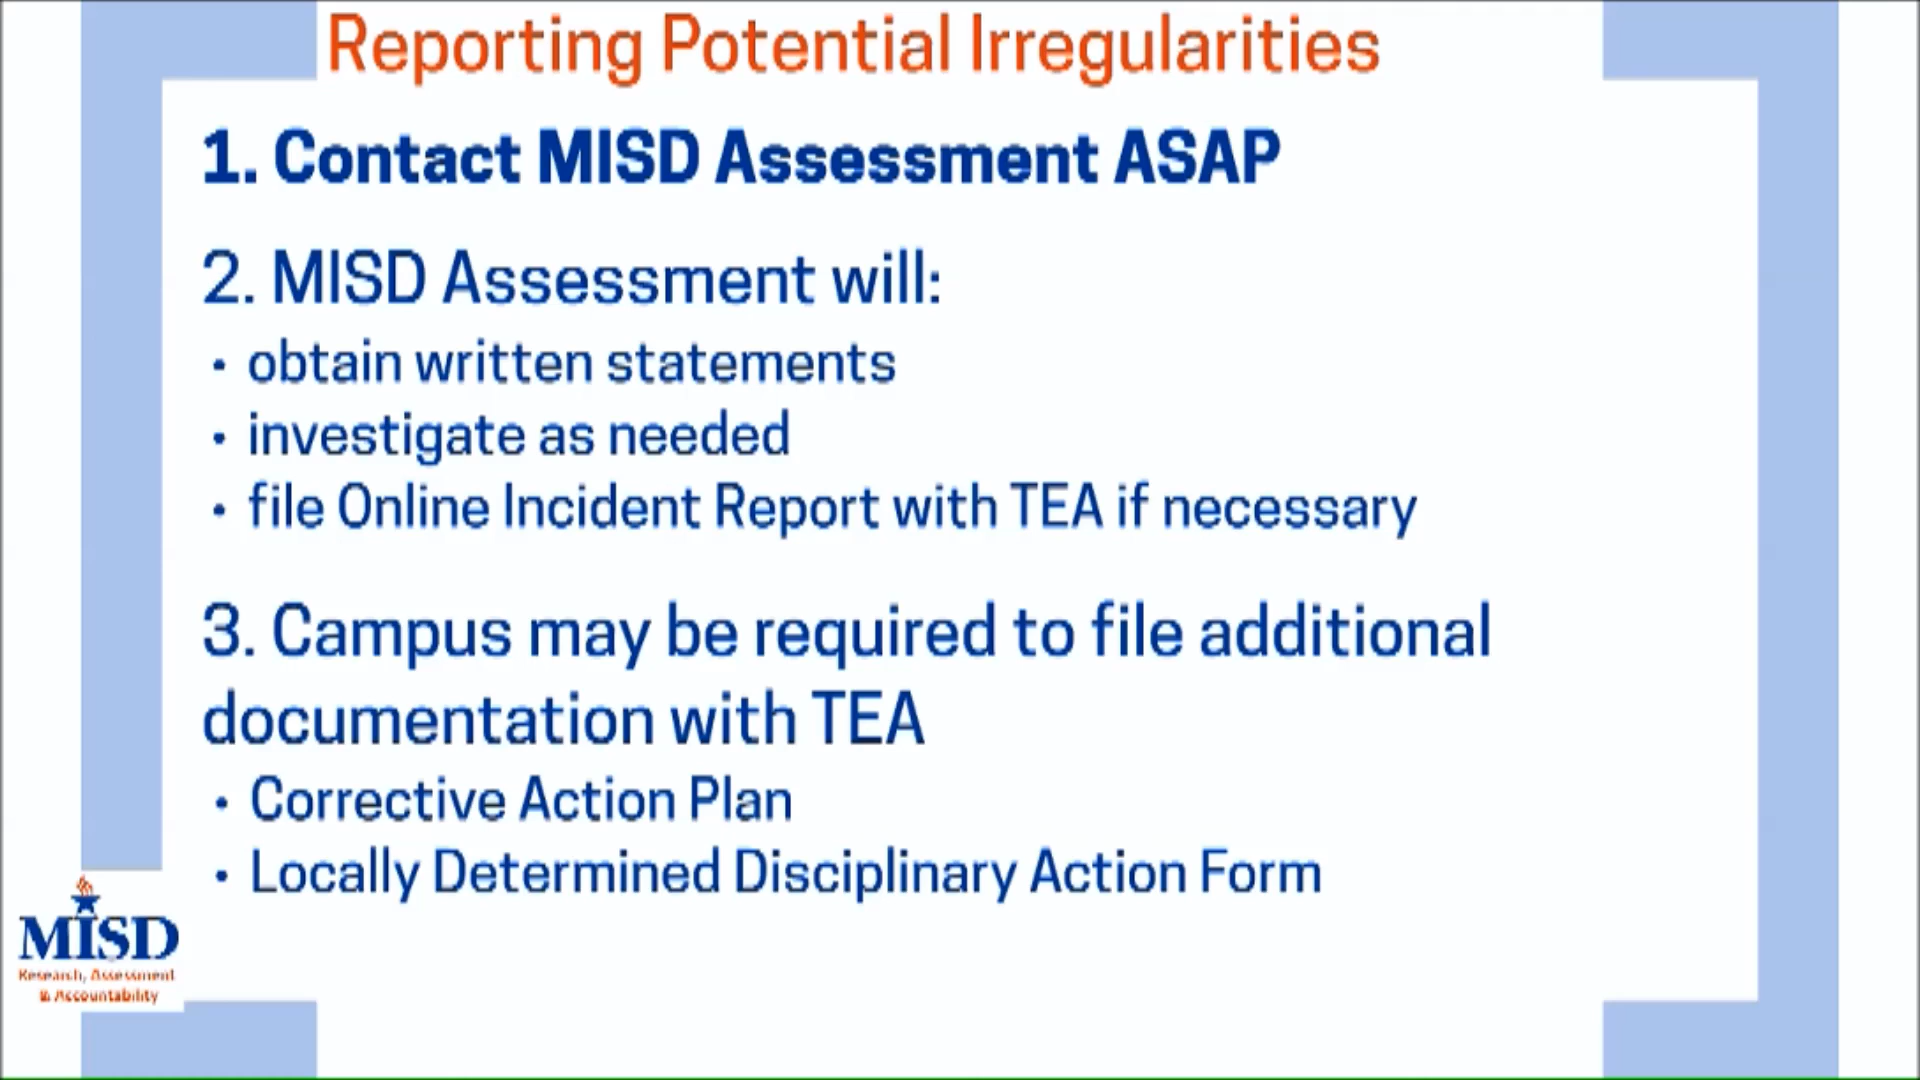 Reporting Potential Irregularities
1. Contact MISD Assessment ASAP
2. MISD Assessment will:
• obtain written statements
• investigate as needed
• file Online Incident Report with TEA if necessary
3. Campus may be required to file additional
documentation with TEA
• Corrective Action Plan
• Locally Determined Disciplinary Action Form
MISD
Research, Assessment
& Accountability